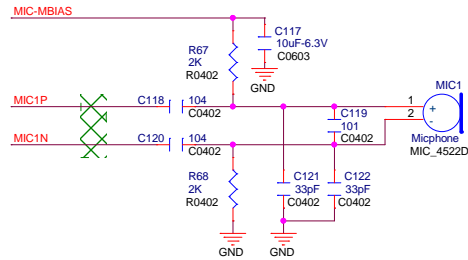 MIC-MBIAS
C117
10uF-6.3V
C0603
R67
2K
R0402
GND
MIC1
MIC1P
C118
104
C0402
1
2
+
-
C119
101
C0402
MIC1N
C120
104
C0402
Micphone
MIC_4522D
R68
2K
R0402
C121
33pF
C0402
C122
33pF
C0402
GND
GND